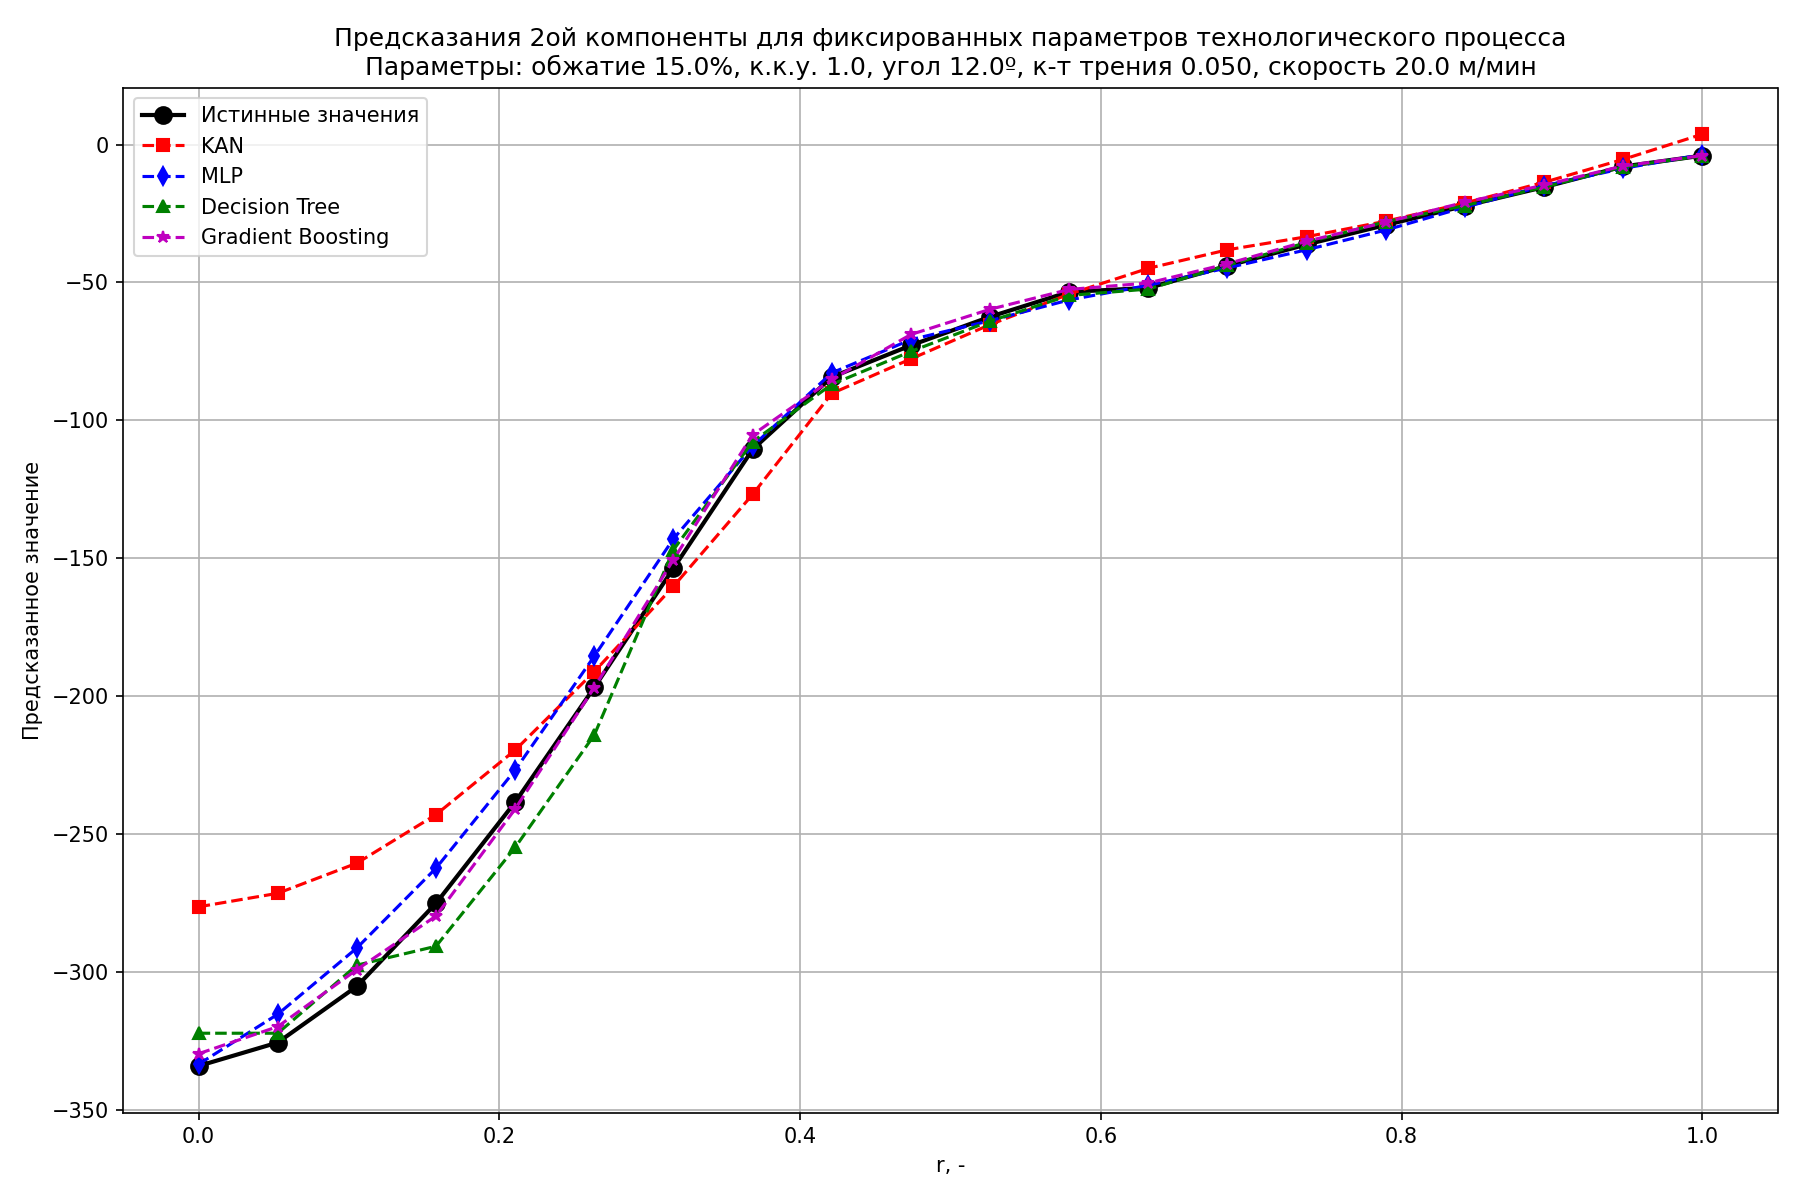 Предсказания 2ой компоненты для фиксированных параметров технологического процесса
Параметры: обжатие 15.0%, к.к.у. 1.0, угол 12.0º, к-т трения 0.050, скорость 20.0 м/мин
Истинные значения
KAN
MLP
Decision Tree
Gradient Boosting
Предсказанное значение
0
−50
−100
−150
−200
−250
−300
−350
0.0 0.2 0.4 0.6 0.8 1.0
r, -